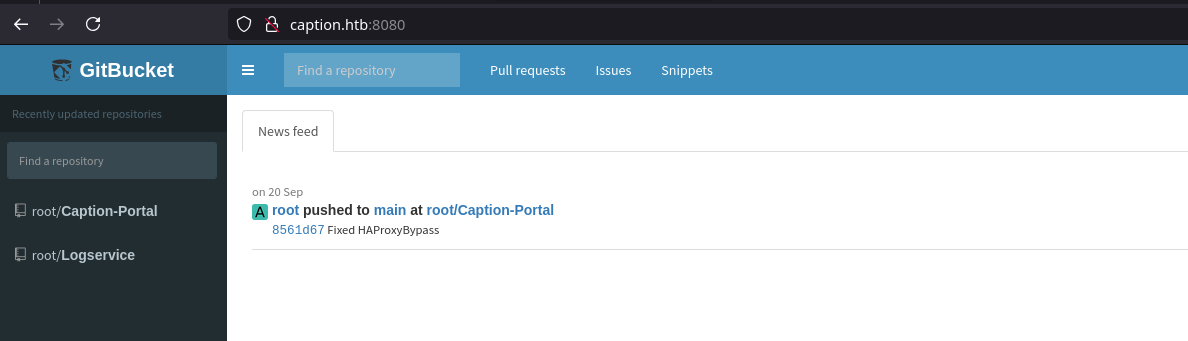 caption.htb:8080
GitBucket
Find a repository
Pull requests
Issues
Snippets
Recently updated repositories
Find a repository
root/Caption-Portal
root/Logservice
News feed
on 20 Sep
A root pushed to main at root/Caption-Portal
8561d67 Fixed HAProxyBypass